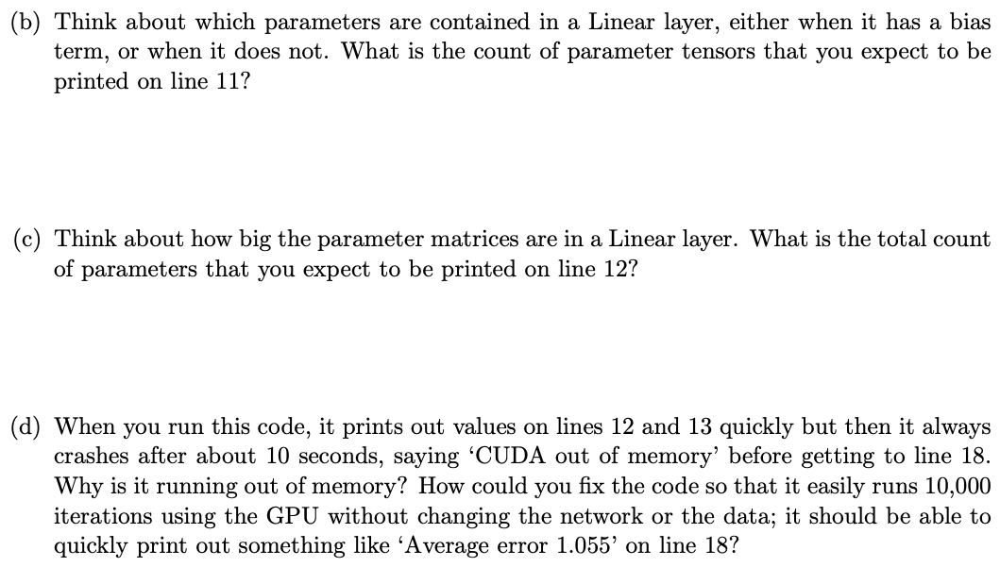 (b) Think about which parameters are contained in a Linear layer, either when it has a bias
term, or when it does not. What is the count of parameter tensors that you expect to be
printed on line 11?
(c) Think about how big the parameter matrices are in a Linear layer. What is the total count
of parameters that you expect to be printed on line 12?
(d) When you run this code, it prints out values on lines 12 and 13 quickly but then it always
crashes after about 10 seconds, saying ‘CUDA out of memory’ before getting to line 18.
Why is it running out of memory? How could you fix the code so that it easily runs 10,000
iterations using the GPU without changing the network or the data; it should be able to
quickly print out something like ‘Average error 1.055’ on line 18?